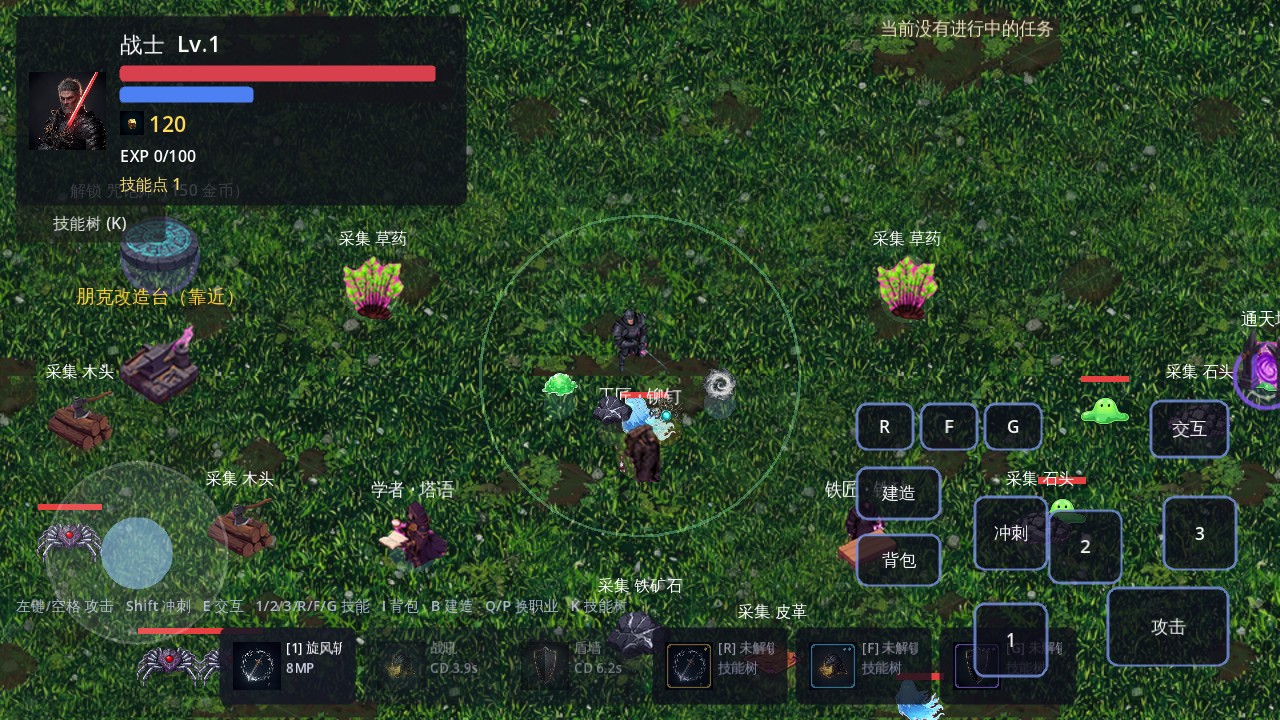 战士 Lv.1
当前没有进行中的任务
120
EXP 0/100
技能点 1
技能树 (K)
采集 草药
采集 草药
朋克改造台（靠近）
采集 木头
采集 石头
工匠·铆钉
R
F
G
交互
采集 木头
学者·塔语
采集 石头
建造
冲刺
2
3
背包
采集 铁矿石
左键/空格 攻击 Shift 冲刺 E 交互 1/2/3/R/F/G 技能 I 背包 · B 建造 · Q/P 换职业 K 技能树
采集 皮革
攻击
1
[1] 旋风
8MP
战吼
CD 3.9s
盾墙
CD 6.2s
[R] 未解
技能树
[F] 未解
技能树